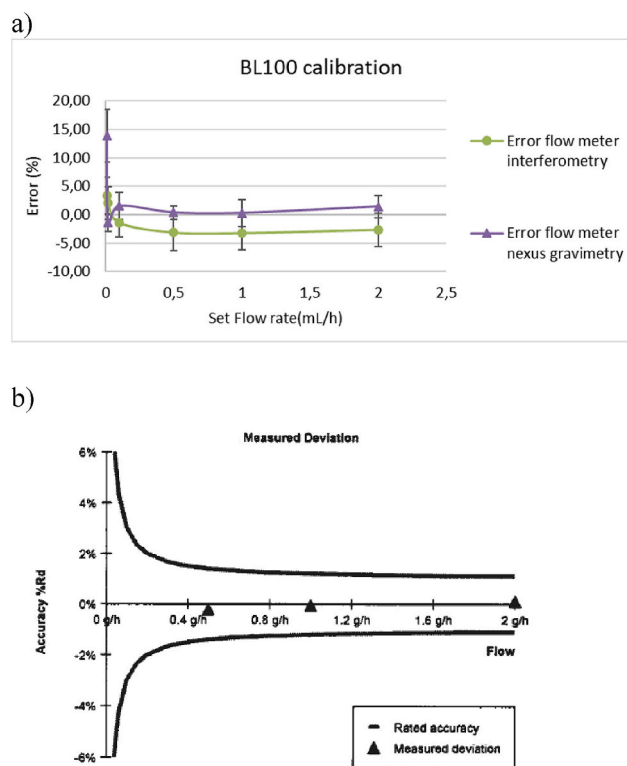 a)
BL100 calibration
20,00
15,00
10,00
5,00
0,00
-5,00
-10,00
Error (%)
0 0,5 1 1,5 2 2,5
Set Flow rate(mL/h)
Error flow meter
interferometry
Error flow meter
nexus gravimetry
b)
Measured Deviation
6%
4%
2%
0%
-2%
-4%
-6%
Accuracy %Rd
0 g/h 0.4 g/h 0.8 g/h 1.2 g/h 1.6 g/h 2 g/h
Flow
Rated accuracy
Measured deviation